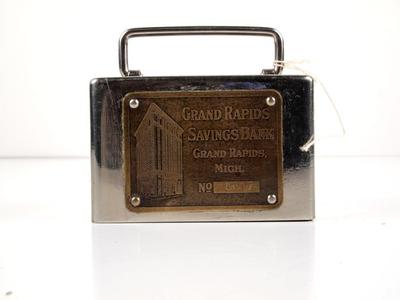 GRAND RAPIDS
SAVINGS BANK
GRAND RAPIDS,
MICH.
NO